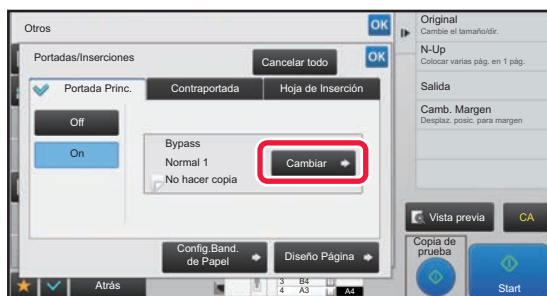 Otros
OK
Portadas/Inserciones
Cancelar todo
OK
Portada Princ.
Contraportada
Hoja de Inserción
Off
On
Bypass
Normal 1
No hacer copia
Cambiar
Config.Band.
de Papel
Diseño Página
Atrás
3 B4
4 A3
A4
Original
Cambie el tamaño/dir.
N-Up
Colocar varias pág. en 1 pág.
Salida
Camb. Margen
Desplaz. posic. para margen
Vista previa
CA
Copia de
prueba
Start